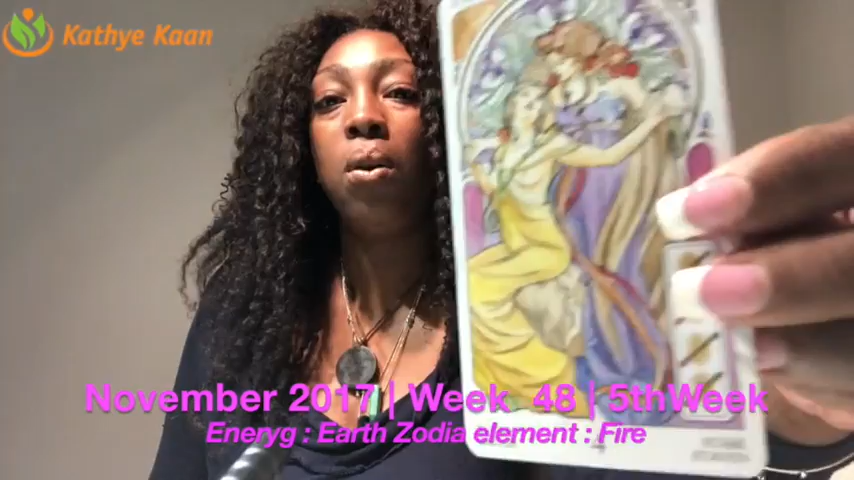 Kathye Kaan
November 2017 | Week 48 | 5thWeek
Eneryg : Earth Zodia element : Fire